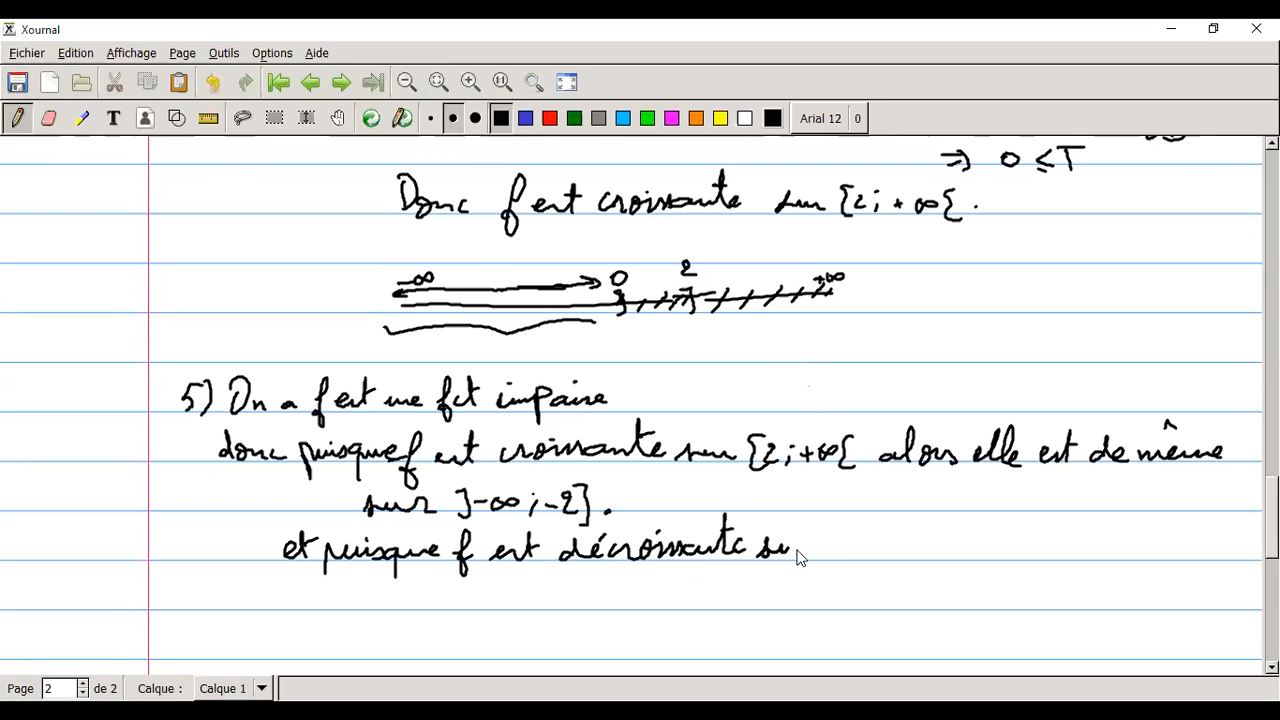 Xournal
Fichier Edition Affichage Page Outils Options Aide
Arial 12 0
=> 0 ≤ T
Donc f est croissante sur [2; +∞[.
-∞ 0 2 +∞
5) On a f est une fct impaire
donc puisque f est croissante sur [2; +∞[ alors elle est de même
sur ]-∞; -2].
et puisque f est décroissante su
Page 2 de 2 Calque : Calque 1